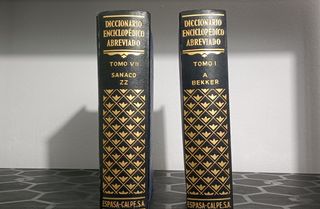 DICCIONARIO
ENCICLOPÉDICO
ABREVIADO
TOMO VII
SANACO
ZZ
ESPASA-CALPE,S.A.
DICCIONARIO
ENCICLOPÉDICO
ABREVIADO
TOMO I
A
BEKKER
ESPASA-CALPE,S.A.